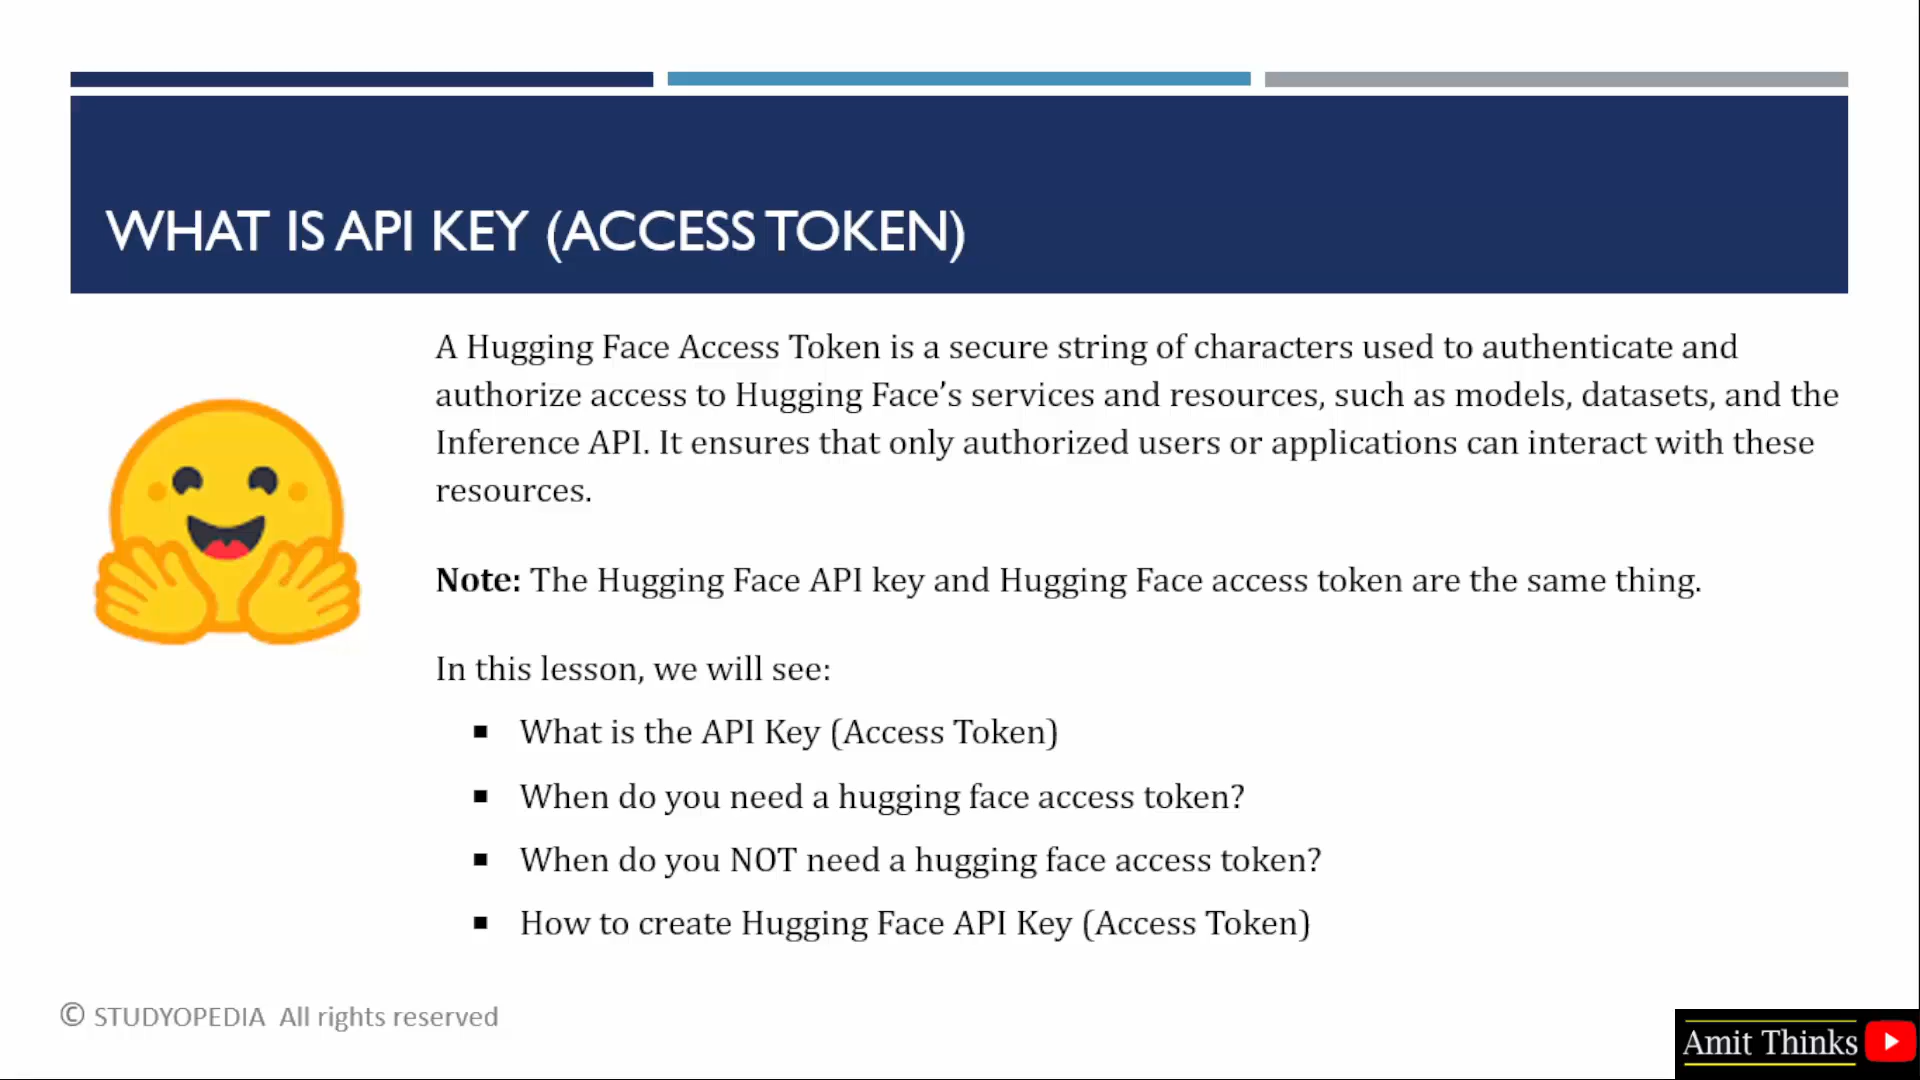 WHAT IS API KEY (ACCESS TOKEN)
A Hugging Face Access Token is a secure string of characters used to authenticate and
authorize access to Hugging Face’s services and resources, such as models, datasets, and the
Inference API. It ensures that only authorized users or applications can interact with these
resources.
Note: The Hugging Face API key and Hugging Face access token are the same thing.
In this lesson, we will see:
▪ What is the API Key (Access Token)
▪ When do you need a hugging face access token?
▪ When do you NOT need a hugging face access token?
▪ How to create Hugging Face API Key (Access Token)
© STUDYOPEDIA All rights reserved
Amit Thinks